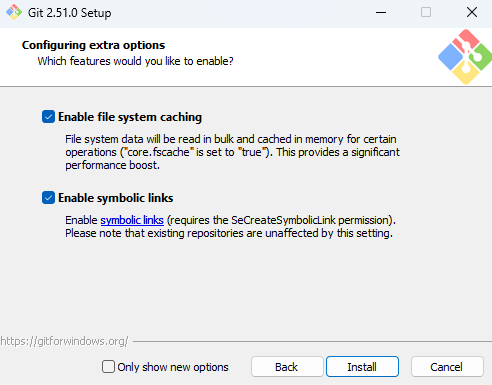 Git 2.51.0 Setup
Configuring extra options
Which features would you like to enable?
Enable file system caching
File system data will be read in bulk and cached in memory for certain
operations ("core.fscache" is set to "true"). This provides a significant
performance boost.
Enable symbolic links
Enable symbolic links (requires the SeCreateSymbolicLink permission).
Please note that existing repositories are unaffected by this setting.
https://gitforwindows.org/
Only show new options
Back
Install
Cancel